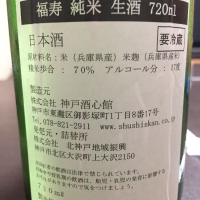 福寿 純米 生酒 720ml
日本酒
要冷蔵
原材料名：米（兵庫県産）米麹（兵庫県産米）
精米歩合：70% アルコール分：17度
製造元
株式会社 神戸酒心館
神戸市東灘区御影塚町1丁目8番17号
Tel,078-821-2911 www.shushinkan.co.jp
発売元・詰替所
株式会社 北神戸地域振興
神戸市北区大沢町上大沢2150